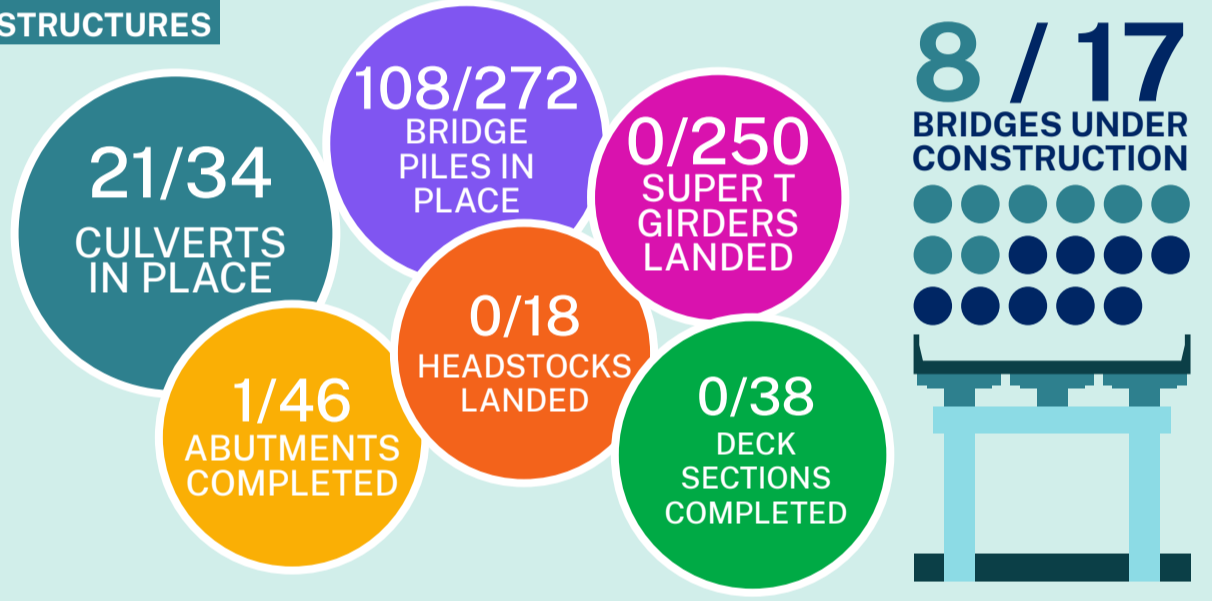 STRUCTURES
21/34
CULVERTS
IN PLACE
108/272
BRIDGE
PILES IN
PLACE
0/250
SUPER T
GIRDERS
LANDED
1/46
ABUTMENTS
COMPLETED
0/18
HEADSTOCKS
LANDED
0/38
DECK
SECTIONS
COMPLETED
8 / 17
BRIDGES UNDER
CONSTRUCTION